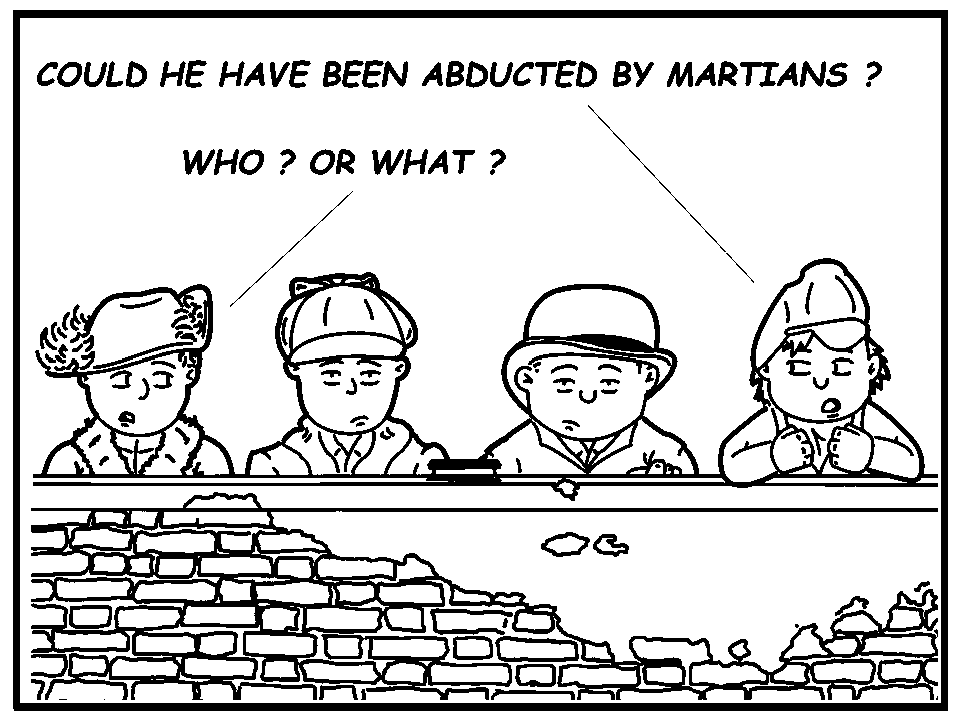 COULD HE HAVE BEEN ABDUCTED BY MARTIANS ?
WHO ? OR WHAT ?